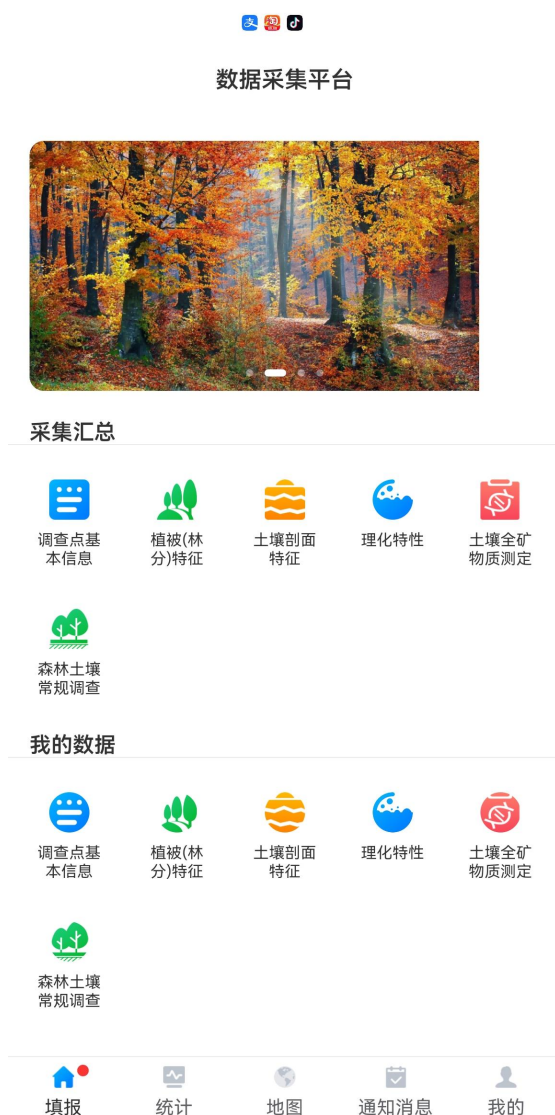 支
淘
数据采集平台
采集汇总
调查点基
本信息
植被(林
分)特征
土壤剖面
特征
理化特性
土壤全矿
物质测定
森林土壤
常规调查
我的数据
调查点基
本信息
植被(林
分)特征
土壤剖面
特征
理化特性
土壤全矿
物质测定
森林土壤
常规调查
填报
统计
地图
通知消息
我的